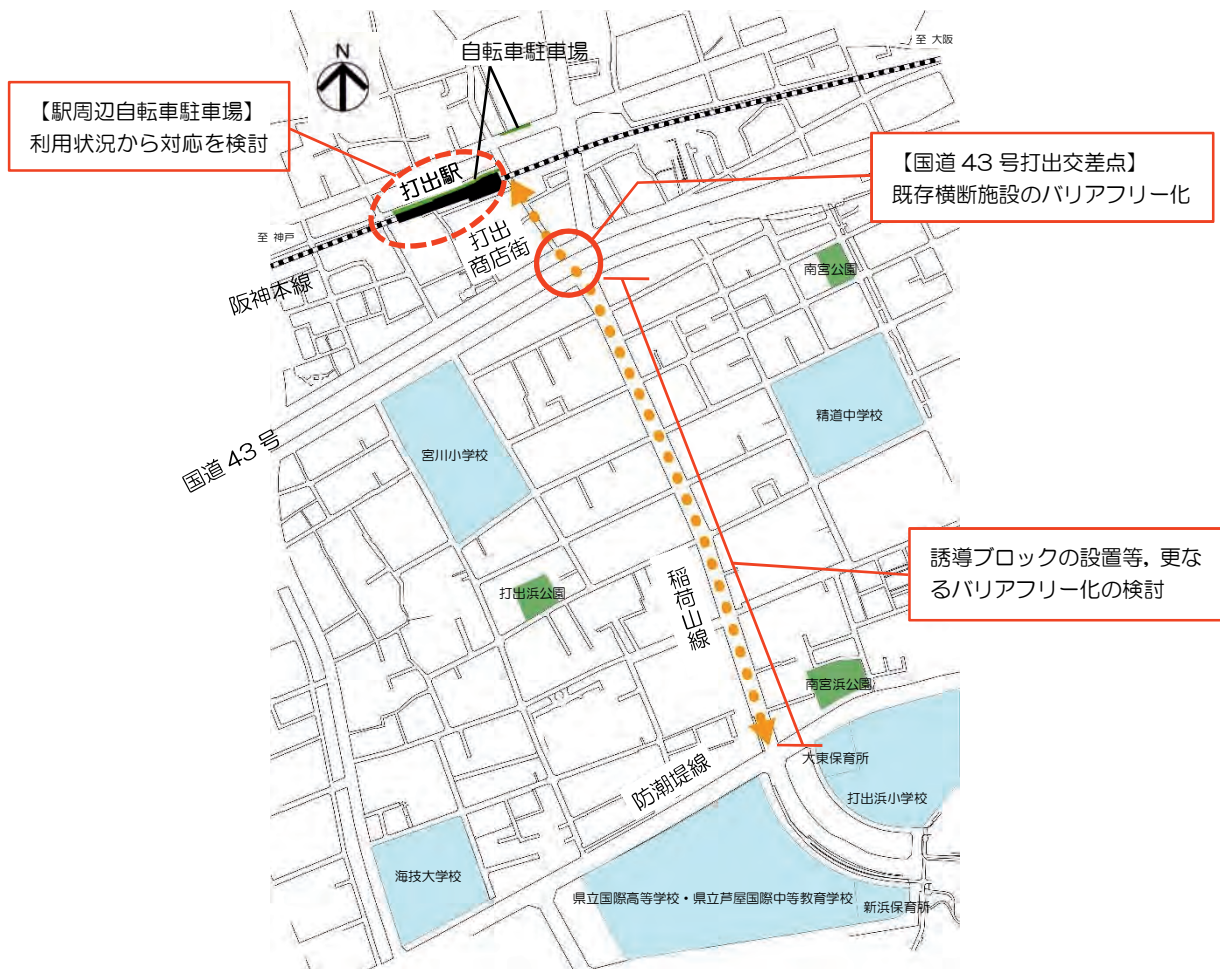 至 大阪
自転車駐車場
N
【駅周辺自転車駐車場】
利用状況から対応を検討
【国道 43 号打出交差点】
既存横断施設のバリアフリー化
打出駅
至 神戸
打出
商店街
阪神本線
南宮公園
精道中学校
国道 43 号
宮川小学校
誘導ブロックの設置等，更な
るバリアフリー化の検討
打出浜公園
稲荷山線
南宮浜公園
大東保育所
防潮堤線
打出浜小学校
海技大学校
県立国際高等学校・県立芦屋国際中等教育学校
新浜保育所